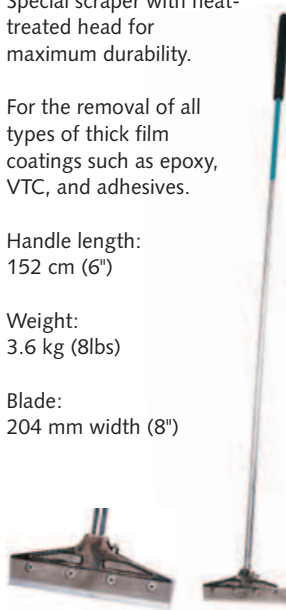 Special scraper with heat-
treated head for
maximum durability.
For the removal of all
types of thick film
coatings such as epoxy,
VTC, and adhesives.
Handle length:
152 cm (6")
Weight:
3.6 kg (8lbs)
Blade:
204 mm width (8")